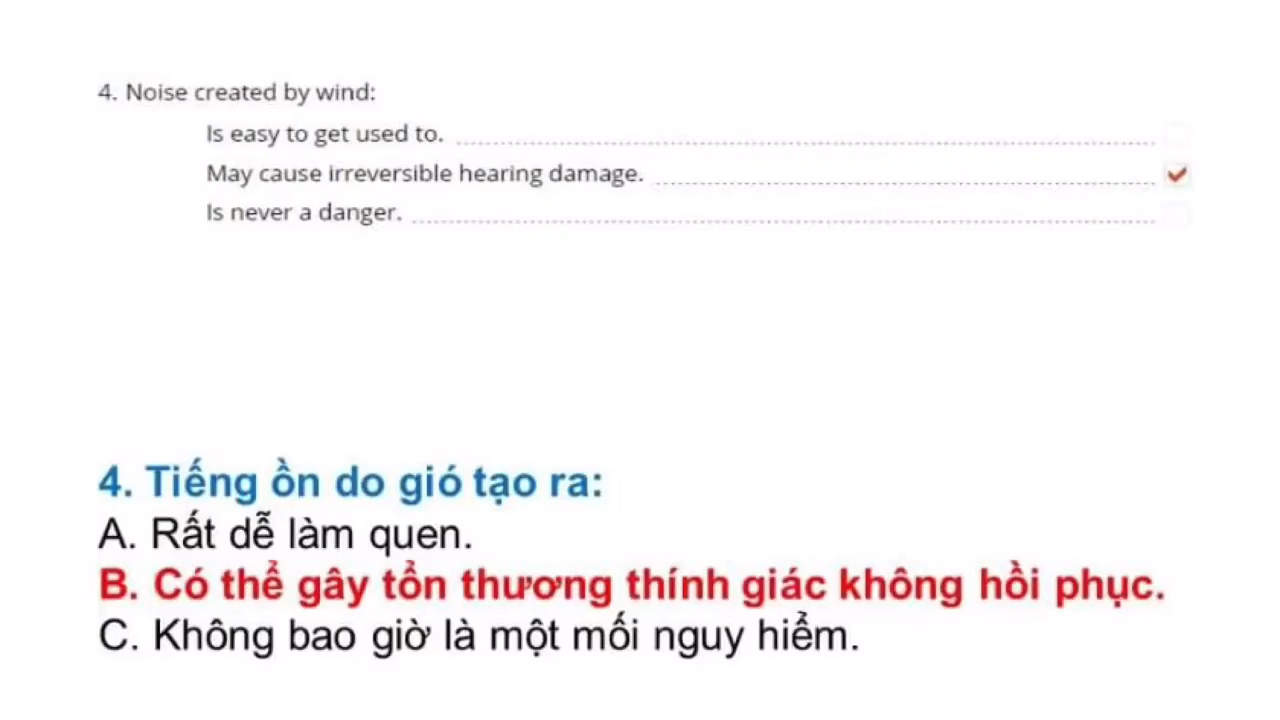 4. Noise created by wind:
Is easy to get used to.
May cause irreversible hearing damage.
Is never a danger.
4. Tiếng ồn do gió tạo ra:
A. Rất dễ làm quen.
B. Có thể gây tổn thương thính giác không hồi phục.
C. Không bao giờ là một mối nguy hiểm.